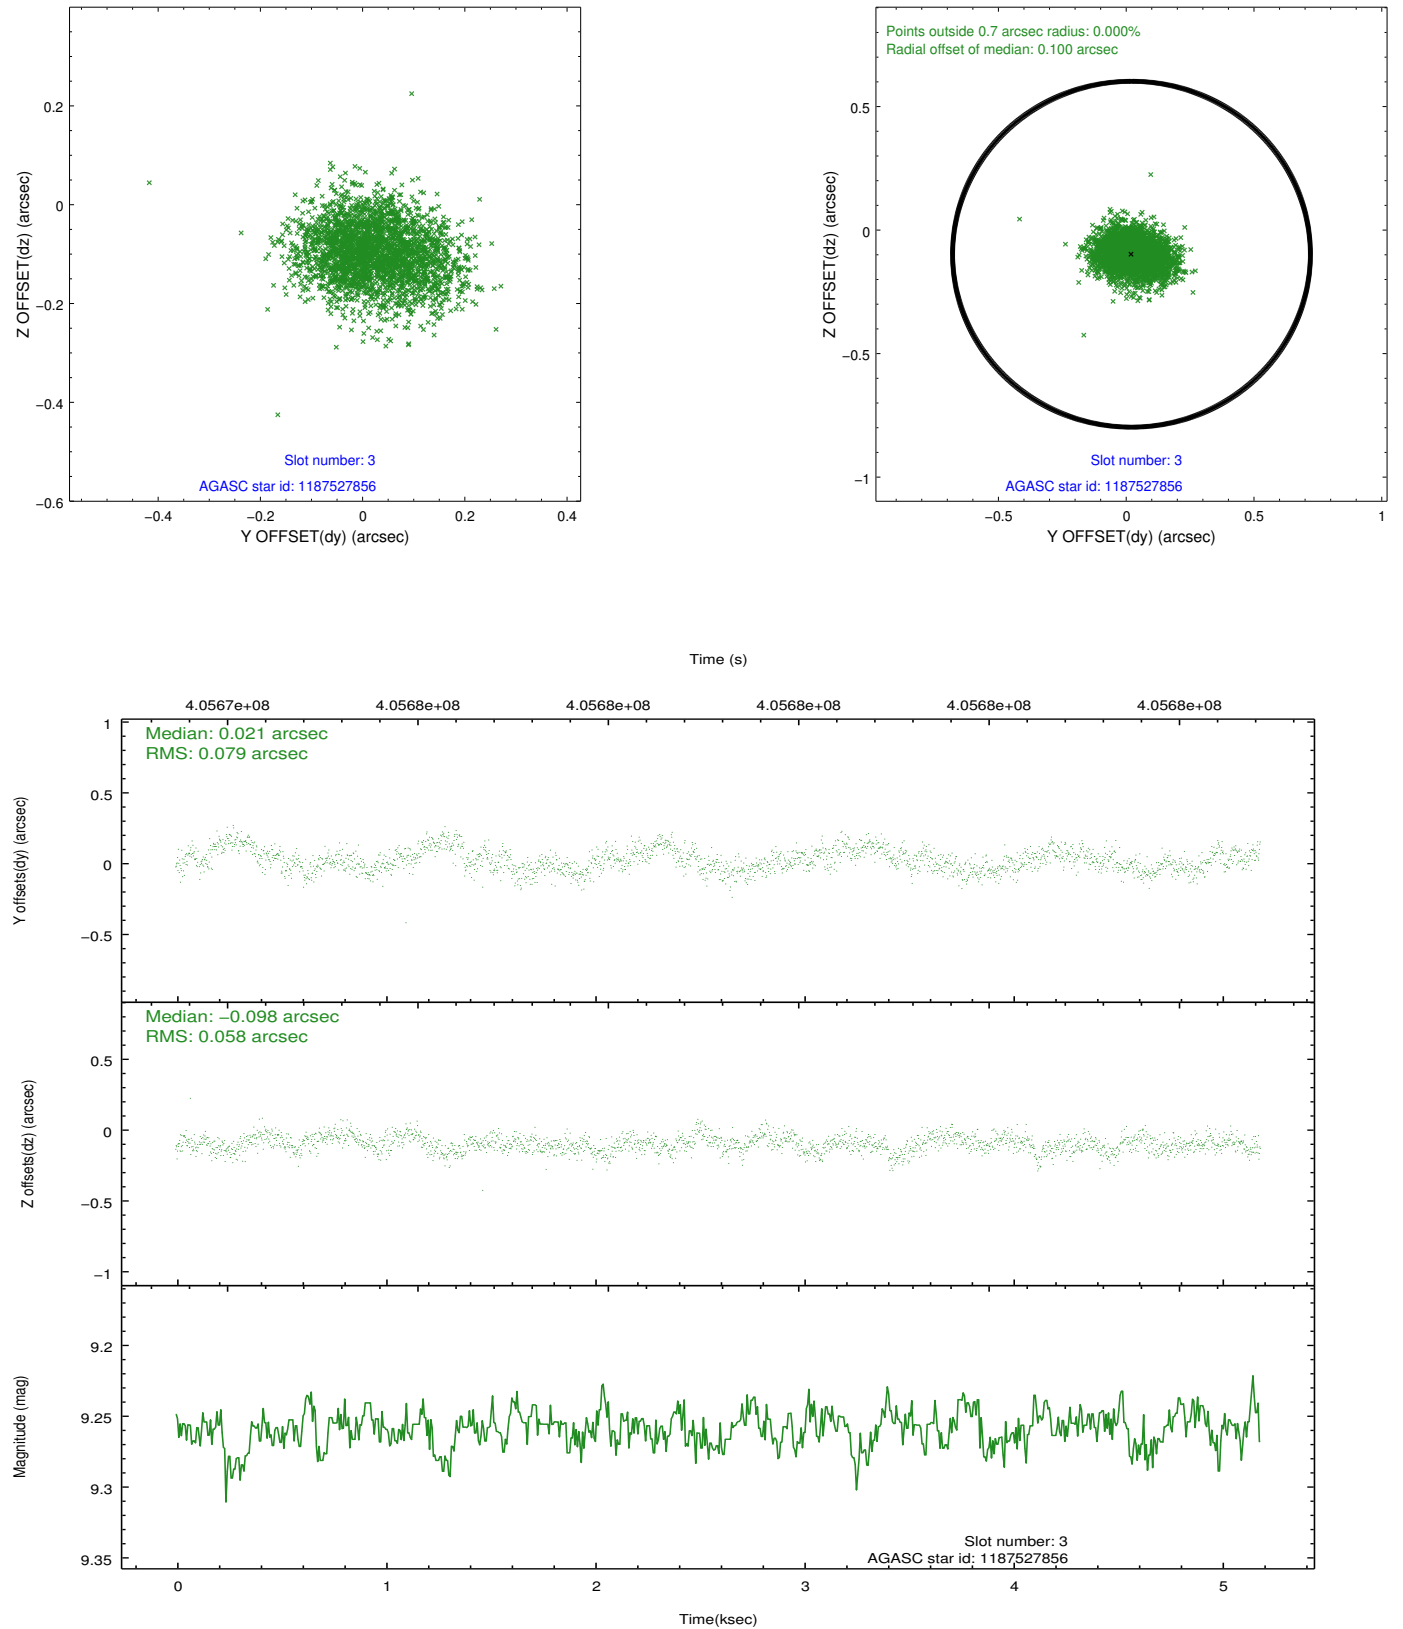 0.2
0
−0.2
−0.4
−0.6
Z OFFSET(dz) (arcsec)
Slot number: 3
AGASC star id: 1187527856
−0.4 −0.2 0 0.2 0.4
Y OFFSET(dy) (arcsec)
Points outside 0.7 arcsec radius: 0.000%
Radial offset of median: 0.100 arcsec
0.5
0
−0.5
−1
Z OFFSET(dz) (arcsec)
Slot number: 3
AGASC star id: 1187527856
−0.5 0 0.5 1
Y OFFSET(dy) (arcsec)
Time (s)
4.0567e+08 4.0568e+08 4.0568e+08 4.0568e+08 4.0568e+08 4.0568e+08
Median: 0.021 arcsec
RMS: 0.079 arcsec
1
0.5
0
−0.5
Y offsets(dy) (arcsec)
Median: −0.098 arcsec
RMS: 0.058 arcsec
0.5
0
−0.5
−1
Z offsets(dz) (arcsec)
9.2
9.25
9.3
9.35
Magnitude (mag)
Slot number: 3
AGASC star id: 1187527856
0 1 2 3 4 5
Time(ksec)